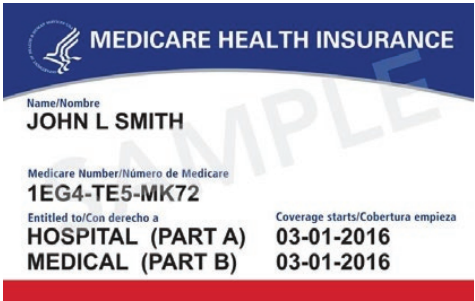 MEDICARE HEALTH INSURANCE
Name/Nombre
JOHN L SMITH
Medicare Number/Número de Medicare
1EG4-TE5-MK72
Entitled to/Con derecho a Coverage starts/Cobertura empieza
HOSPITAL (PART A) 03-01-2016
MEDICAL (PART B) 03-01-2016
SAMPLE